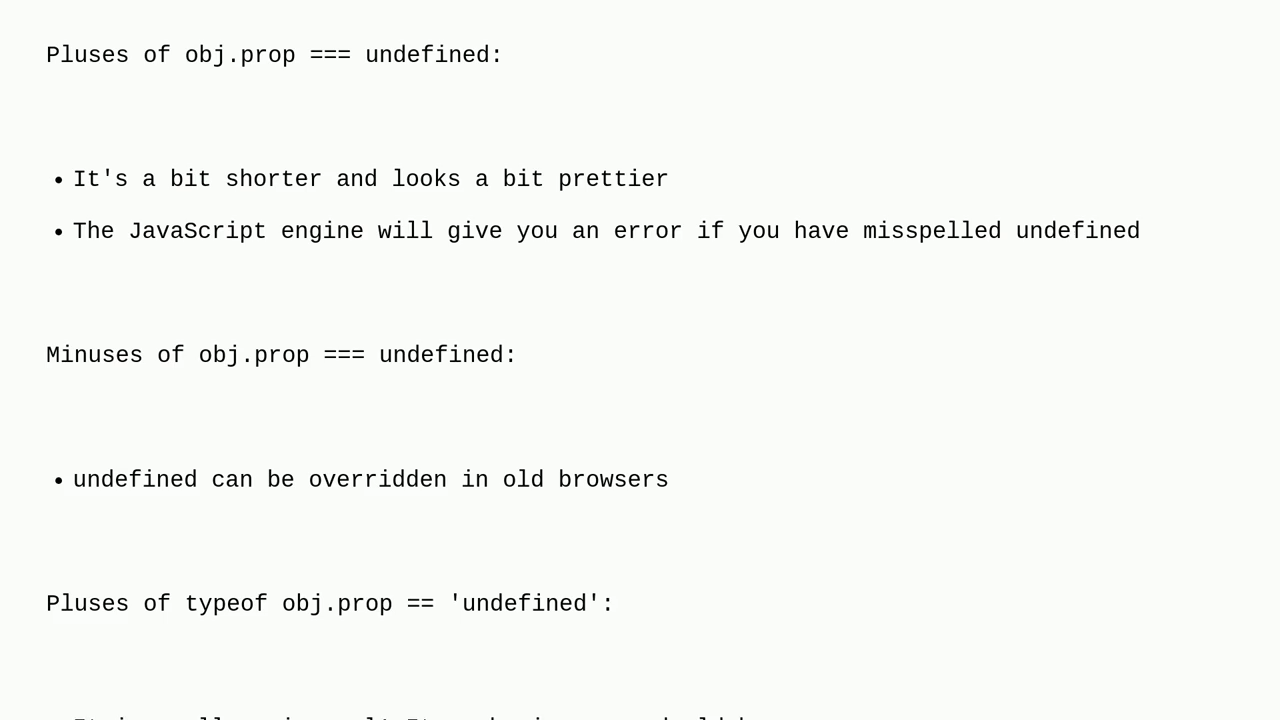 Pluses of obj.prop === undefined:
• It's a bit shorter and looks a bit prettier
• The JavaScript engine will give you an error if you have misspelled undefined
Minuses of obj.prop === undefined:
• undefined can be overridden in old browsers
Pluses of typeof obj.prop == 'undefined':